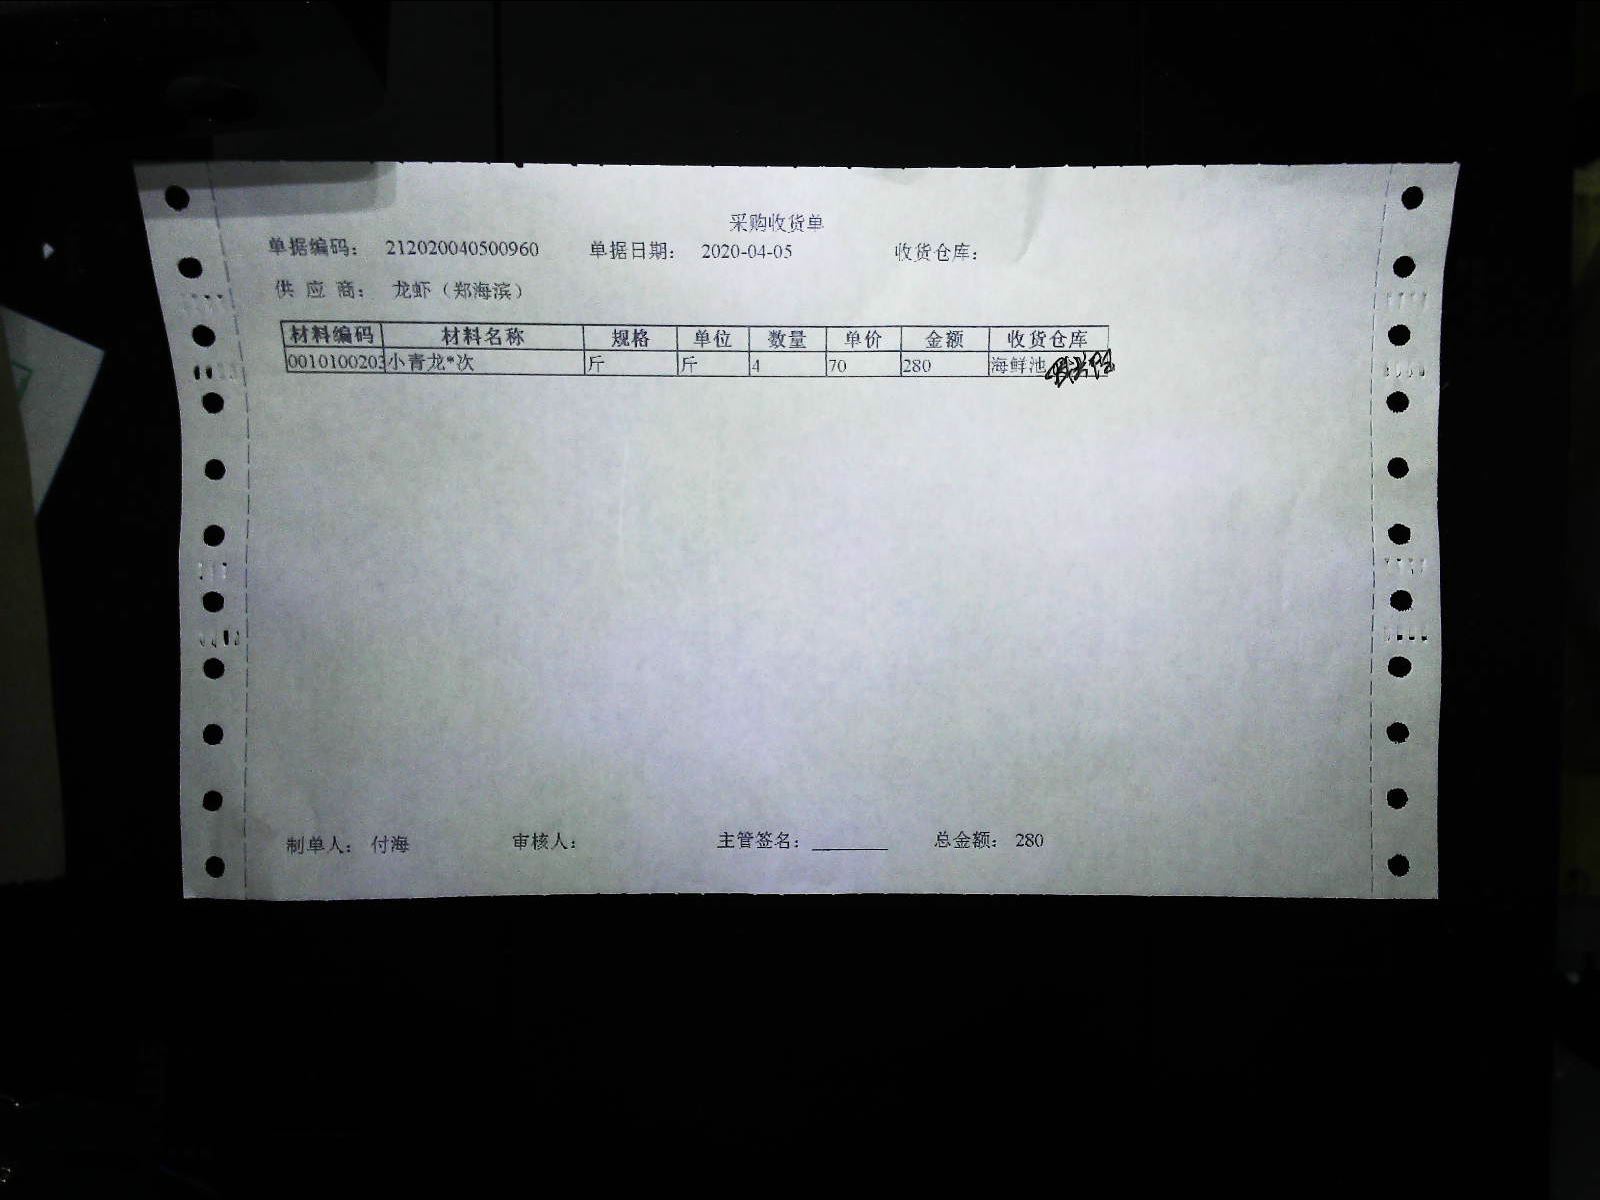 采购收货单
单据编码: 212020040500960 单据日期: 2020-04-05 收货仓库:
供 应 商: 龙虾（郑海滨）
材料编码 材料名称 规格 单位 数量 单价 金额 收货仓库
0010100203 小青龙*次 斤 斤 4 70 280 海鲜池
制单人: 付海 审核人: 主管签名: ________ 总金额: 280